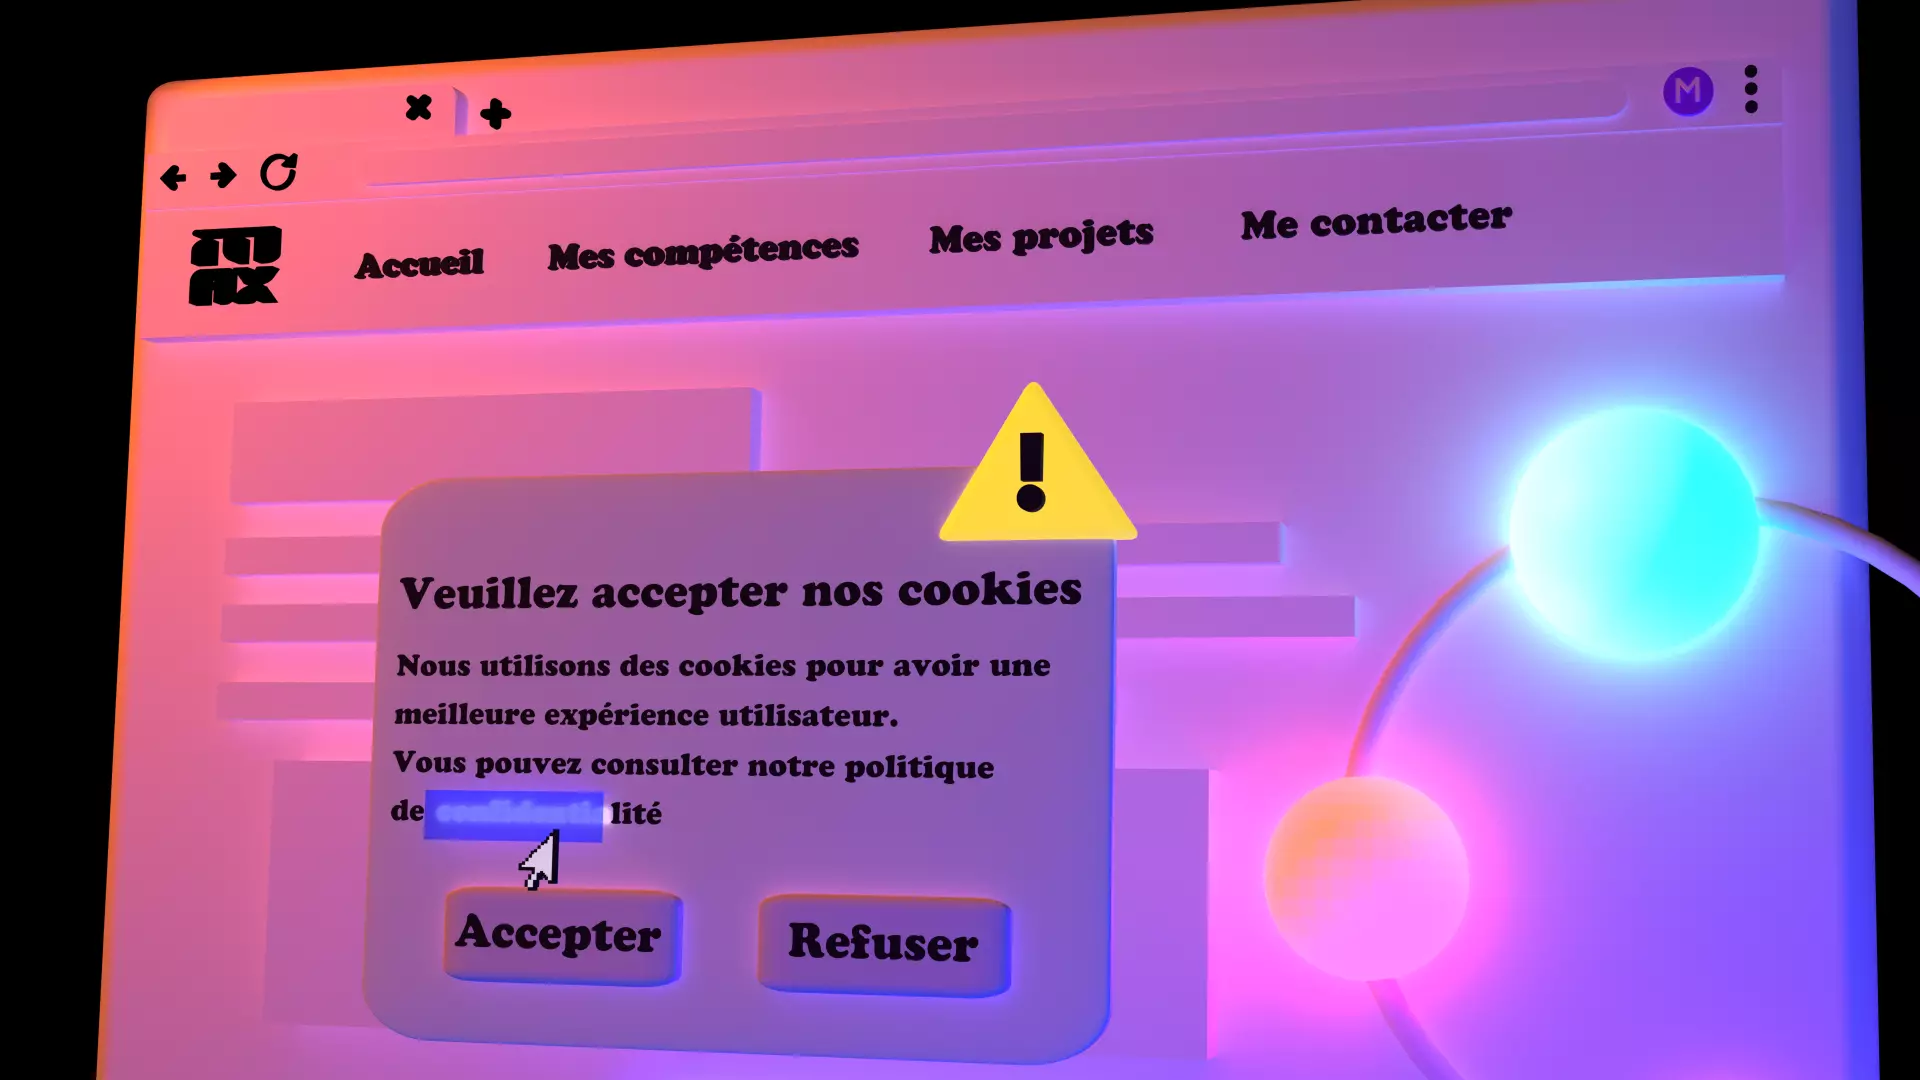 M
Accueil Mes compétences Mes projets Me contacter
!
Veuillez accepter nos cookies
Nous utilisons des cookies pour avoir une
meilleure expérience utilisateur.
Vous pouvez consulter notre politique
de confidentialité
Accepter Refuser